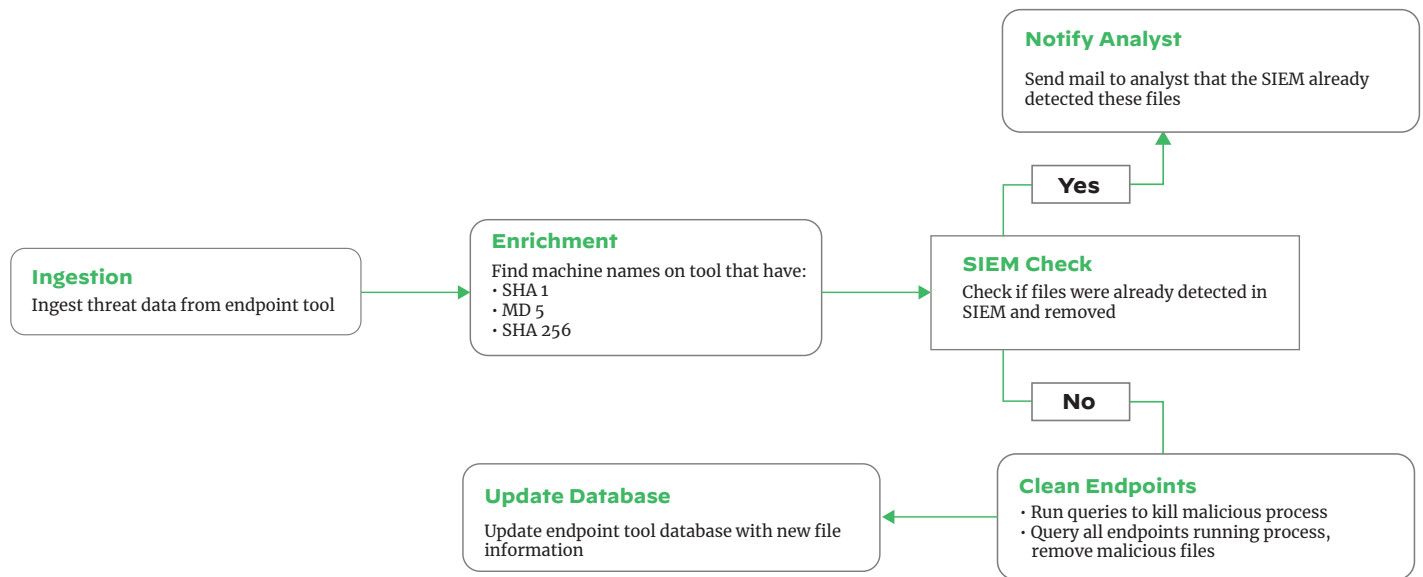 Notify Analyst
Send mail to analyst that the SIEM already
detected these files
Yes
Ingestion
Ingest threat data from endpoint tool
Enrichment
Find machine names on tool that have:
· SHA 1
· MD 5
· SHA 256
SIEM Check
Check if files were already detected in
SIEM and removed
No
Clean Endpoints
· Run queries to kill malicious process
· Query all endpoints running process,
remove malicious files
Update Database
Update endpoint tool database with new file
information